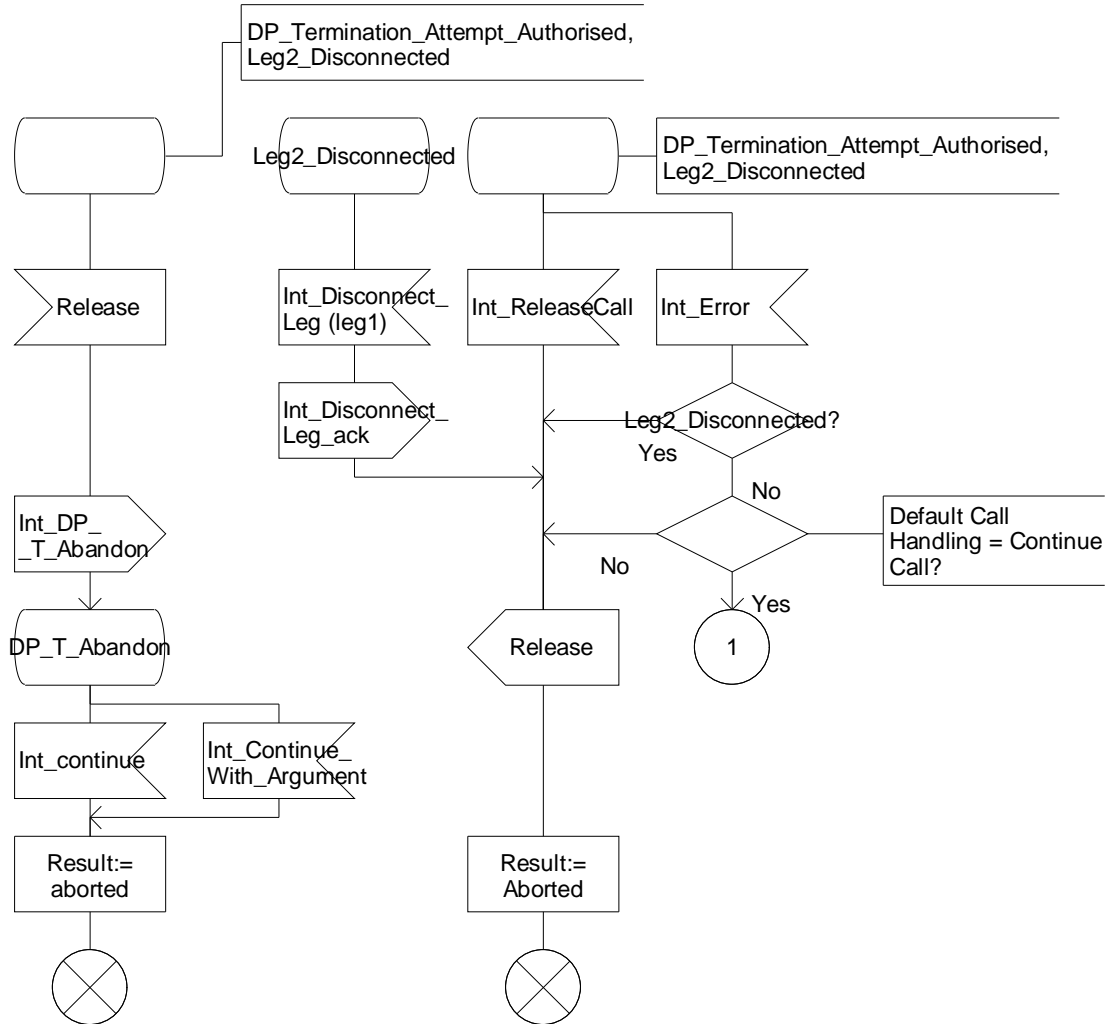 DP_Termination_Attempt_Authorised,
Leg2_Disconnected
Leg2_Disconnected
DP_Termination_Attempt_Authorised,
Leg2_Disconnected
Release
Int_Disconnect_
Leg (leg1)
Int_ReleaseCall
Int_Error
Int_Disconnect_
Leg_ack
Leg2_Disconnected?
Yes
No
Int_DP_
_T_Abandon
Default Call
Handling = Continue
Call?
No
Yes
DP_T_Abandon
Release
1
Int_continue
Int_Continue_
With_Argument
Result:=
aborted
Result:=
Aborted